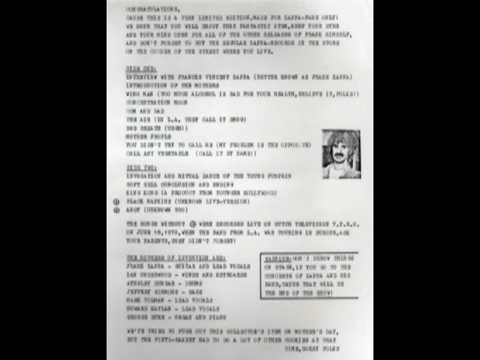 CONGRATULATIONS,
CAUSE THIS IS A VERY LIMITED EDITION, MADE FOR ZAPPA-FANS ONLY!
WE HOPE THAT YOU WILL ENJOY THIS FANTASTIC ITEM, KEEP YOUR EYES
AND YOUR MIND OPEN FOR ALL OF THE OTHER RELEASES OF FRANK HIMSELF,
AND DON'T FORGET TO BUY THE REGULAR ZAPPA-RECORDS IN THE STORE
ON THE CORNER OF THE STREET WHERE YOU LIVE.
SIDE ONE:
INTERVIEW WITH FRANCES VINCENT ZAPPA (BETTER KNOWN AS FRANK ZAPPA)
INTRODUCTION OF THE MOTHERS
WINO MAN (TOO MUCH ALCOHOL IS BAD FOR YOUR HEALTH, BELIEVE IT, FOLKS!)
CONCENTRATION MOON
MOM AND DAD
THE AIR (IN L.A. THEY CALL IT SMOG)
DOG BREATH (URGH!)
MOTHER PEOPLE
YOU DIDN'T TRY TO CALL ME (MY PROBLEM IS THE OPPOSITE)
CALL ANY VEGETABLE (CALL IT BY NAME!)
SIDE TWO:
INVOCATION AND RITUAL DANCE OF THE YOUNG PUMPKIN
SOFT SELL CONCLUSION AND ENDING
KING KONG (A PRODUCT FROM YOUNGER HOLLYWOOD)
BLACK NAPKINS (UNKNOWN LIVE-VERSION)
ANDY (UNKNOWN TOO)
THE SONGS WITHOUT @ WERE RECORDED LIVE ON DUTCH TELEVISION V.P.R.O.
ON JUNE 18, 1970, WHEN THE BAND FROM L.A. WAS TOURING IN EUROPE, ASK
YOUR PARENTS, THEY DIDN'T FORGET!
THE MOTHERS OF INVENTION ARE:
FRANK ZAPPA - GUITAR AND LEAD VOCALS
IAN UNDERWOOD - WINDS AND KEYBOARDS
AYNSLEY DUNBAR - DRUMS
JEFFREY SIMMONS - BASS
MARK VOLMAN - LEAD VOCALS
HOWARD KAYLAN - LEAD VOCALS
GEORGE DUKE - ORGAN AND PIANO
WARNING: DON'T THROW THINGS
ON STAGE, IF YOU GO TO THE
CONCERTS OF ZAPPA AND HIS
BAND, CAUSE THAT WILL BE
THE END OF THE SHOW!
WE'VE TRIED TO PUSH OUT THIS COLLECTOR'S ITEM ON MOTHER'S DAY,
BUT THE VINYL-BAKERY HAD TO DO A LOT OF OTHER COOKIES AT THAT
TIME, SORRY FOLKS